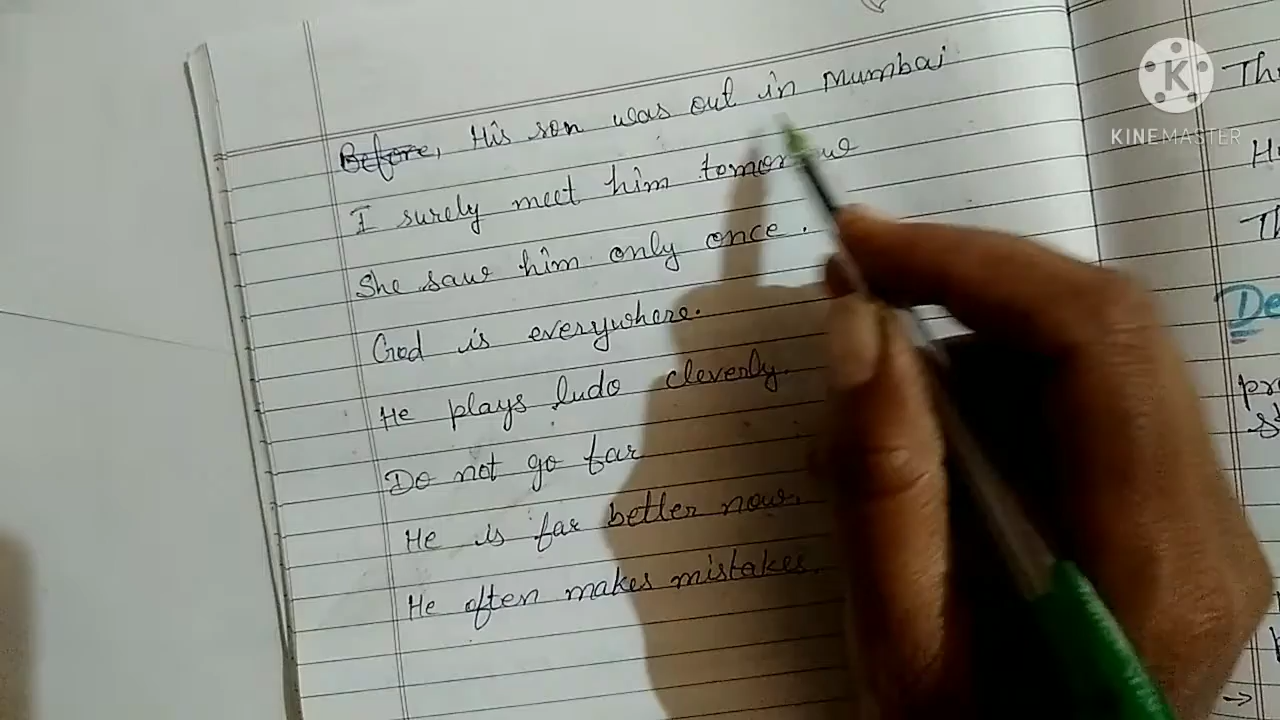 Before, His son was out in Mumbai
I surely meet him tomorrow
She saw him only once.
God is everywhere.
He plays ludo cleverly.
Do not go far
He is far better now.
He often makes mistakes.
KINEMASTER